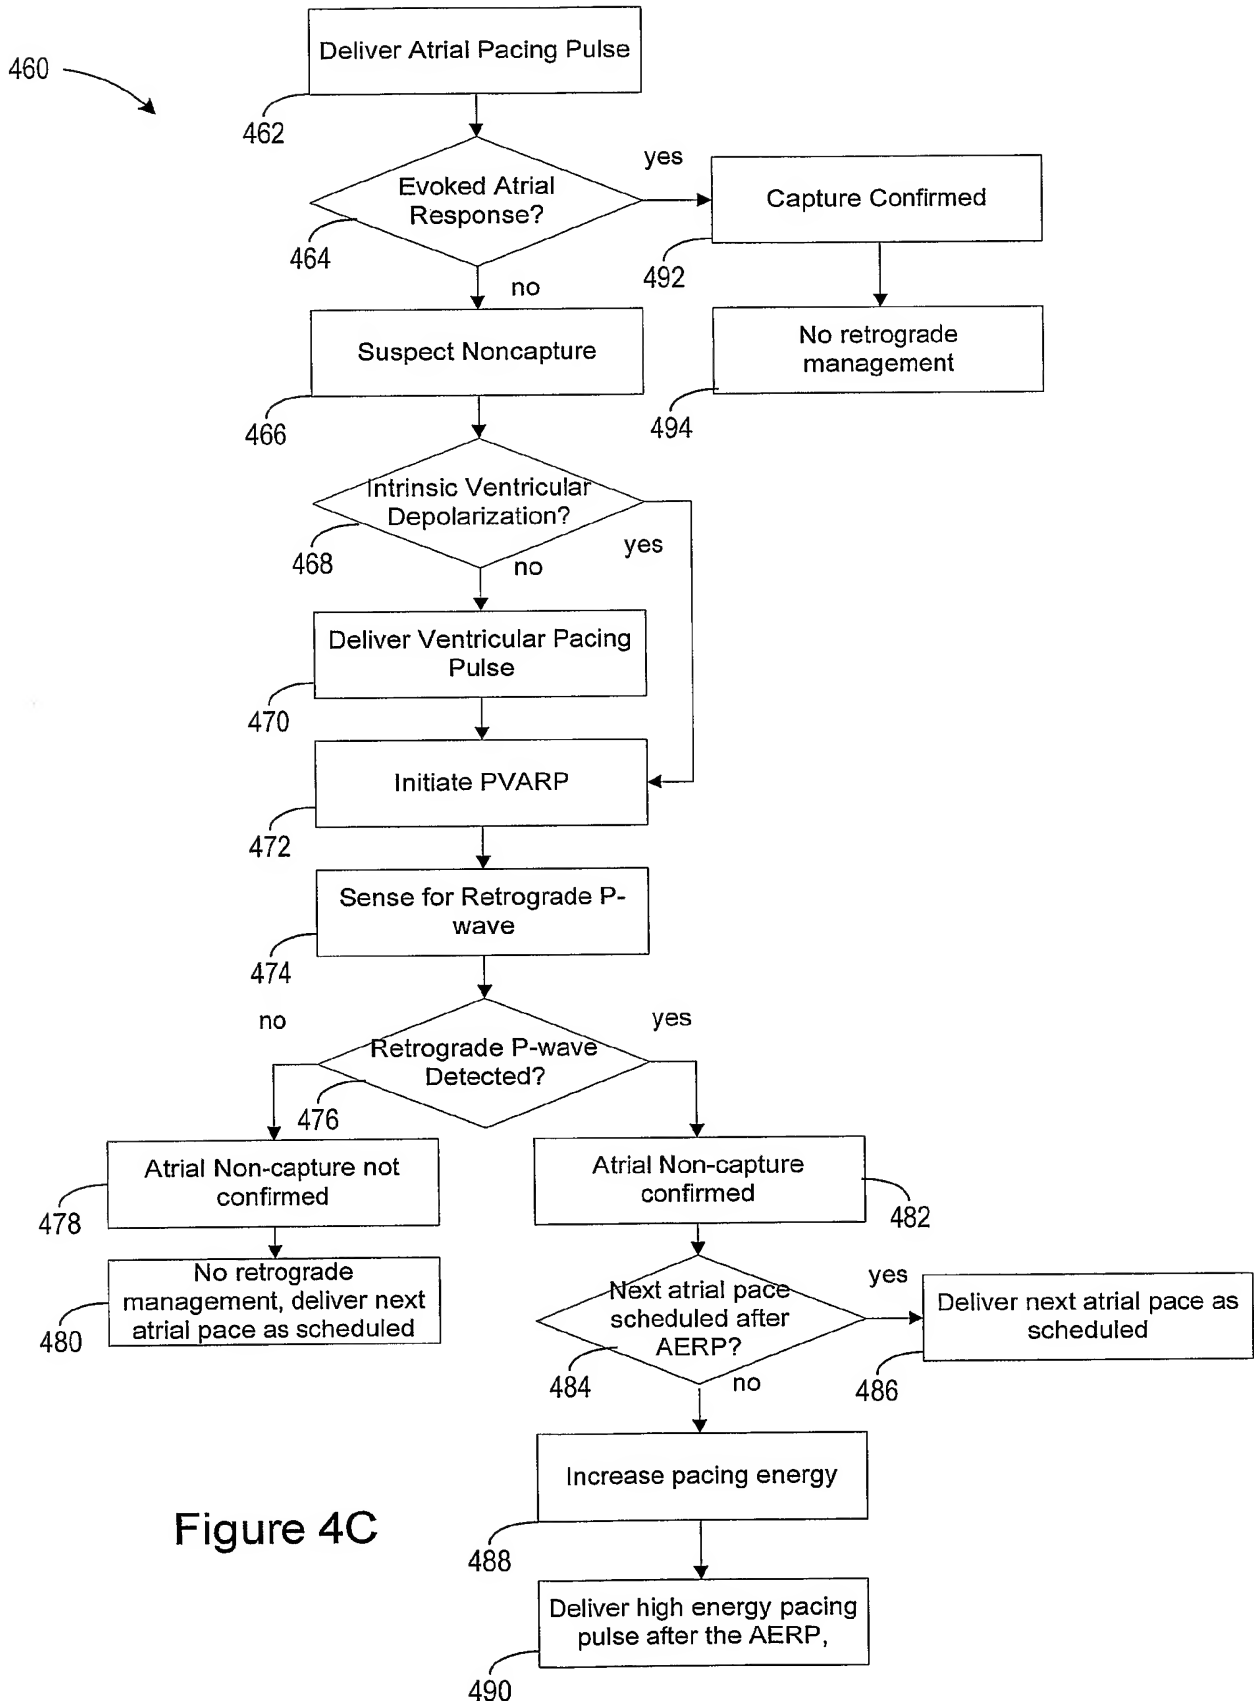 460
Deliver Atrial Pacing Pulse
462
Evoked Atrial
Response?
464
yes
Capture Confirmed
492
no
No retrograde
management
494
Suspect Noncapture
466
Intrinsic Ventricular
Depolarization?
468
yes
no
Deliver Ventricular Pacing
Pulse
470
Initiate PVARP
472
Sense for Retrograde P-
wave
474
no
yes
Retrograde P-wave
Detected?
476
Atrial Non-capture not
confirmed
478
Atrial Non-capture
confirmed
482
No retrograde
management, deliver next
atrial pace as scheduled
480
Next atrial pace
scheduled after
AERP?
484
yes
Deliver next atrial pace as
scheduled
486
no
Increase pacing energy
488
Figure 4C
Deliver high energy pacing
pulse after the AERP,
490